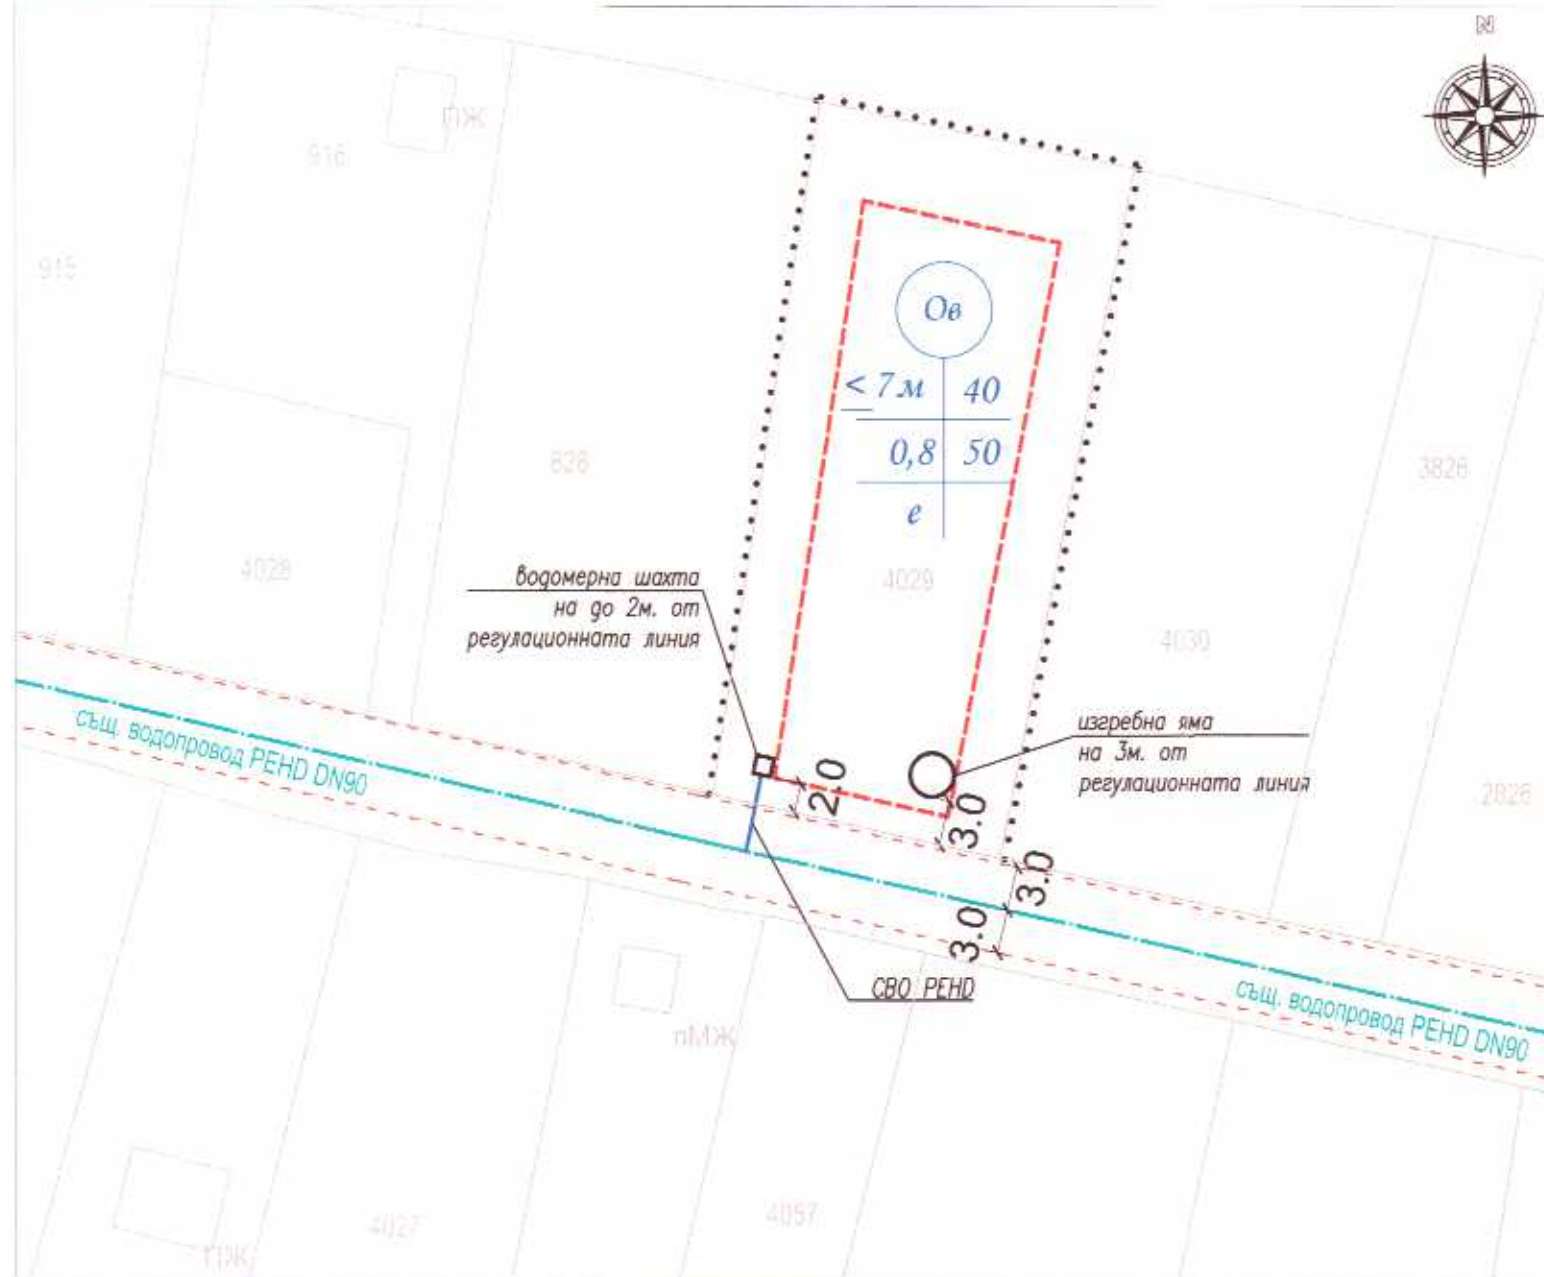 N
ПЖ
916
915
Ов
< 7м 40
0,8 50
е
828
3826
4028
4029
4030
водомерна шахта
на до 2м. от
регулационната линия
изгребна яма
на 3м. от
регулационната линия
същ. водопровод PEHD DN90
2.0
3.0
2828
3.0
3.0
СВО PEHD
същ. водопровод PEHD DN90
пМЖ
4027
4057
ПЖ